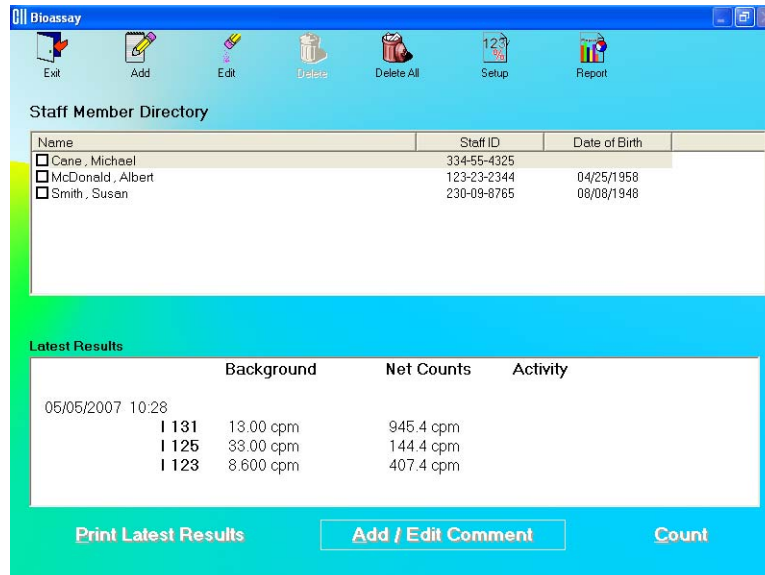 Bioassay
Exit Add Edit Delete Delete All Setup Report
Staff Member Directory
Name Staff ID Date of Birth
Cane , Michael 334-55-4325
McDonald , Albert 123-23-2344 04/25/1958
Smith , Susan 230-09-8765 08/08/1948
Latest Results
Background Net Counts Activity
05/05/2007 10:28
I 131 13.00 cpm 945.4 cpm
I 125 33.00 cpm 144.4 cpm
I 123 8.600 cpm 407.4 cpm
Print Latest Results Add / Edit Comment Count